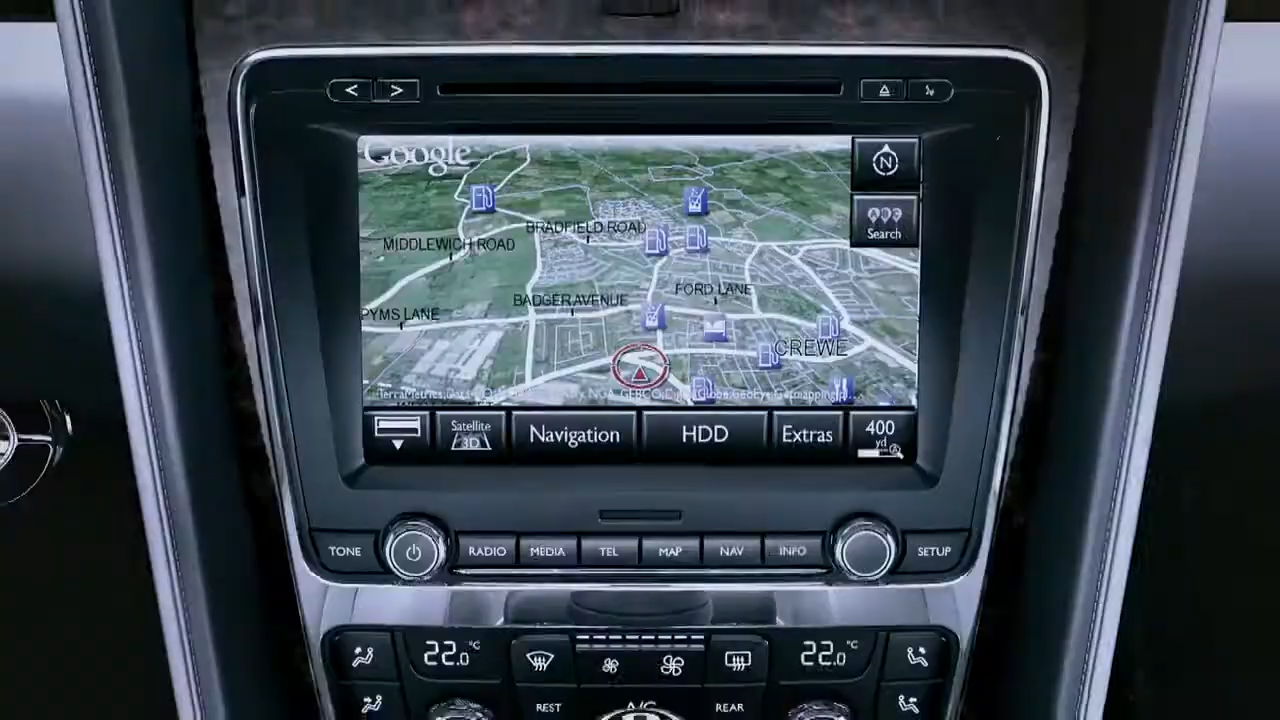 < >
Google
N
BRADFIELD ROAD
Search
MIDDLEWICH ROAD
FORD LANE
BADGER AVENUE
PYMS LANE
CREWE
Satellite
3D
Navigation
HDD
Extras
400
yd
TONE
RADIO
MEDIA
TEL
MAP
NAV
INFO
SETUP
22.0°C
22.0°C
REST
A/C
REAR